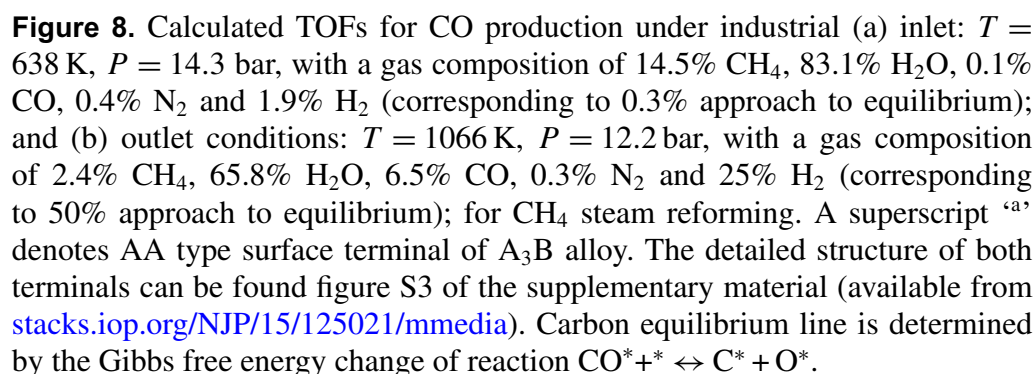 Figure 8. Calculated TOFs for CO production under industrial (a) inlet: T =
638 K, P = 14.3 bar, with a gas composition of 14.5% CH₄, 83.1% H₂O, 0.1%
CO, 0.4% N₂ and 1.9% H₂ (corresponding to 0.3% approach to equilibrium);
and (b) outlet conditions: T = 1066 K, P = 12.2 bar, with a gas composition
of 2.4% CH₄, 65.8% H₂O, 6.5% CO, 0.3% N₂ and 25% H₂ (corresponding
to 50% approach to equilibrium); for CH₄ steam reforming. A superscript ‘ᵃ’
denotes AA type surface terminal of A₃B alloy. The detailed structure of both
terminals can be found figure S3 of the supplementary material (available from
stacks.iop.org/NJP/15/125021/mmedia). Carbon equilibrium line is determined
by the Gibbs free energy change of reaction CO*+* ↔ C* + O*.